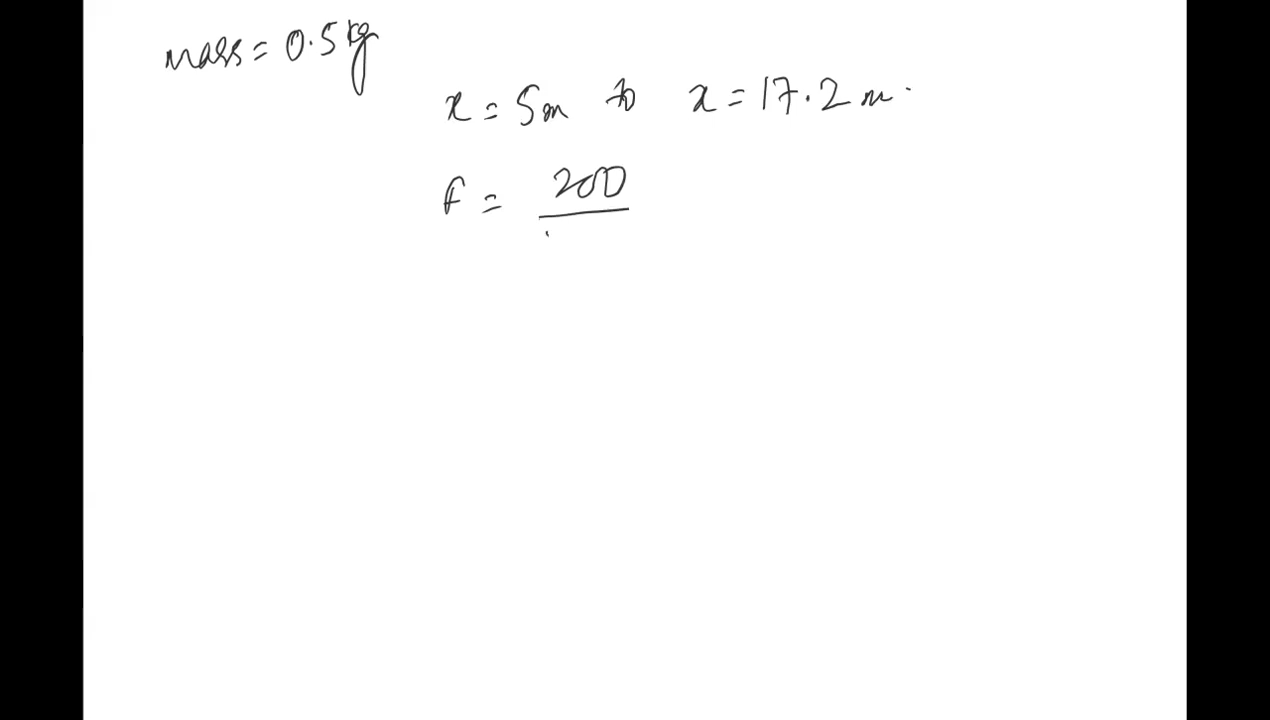 mass = 0.5 kg
x = 5m to x = 17.2 m.
F = 200